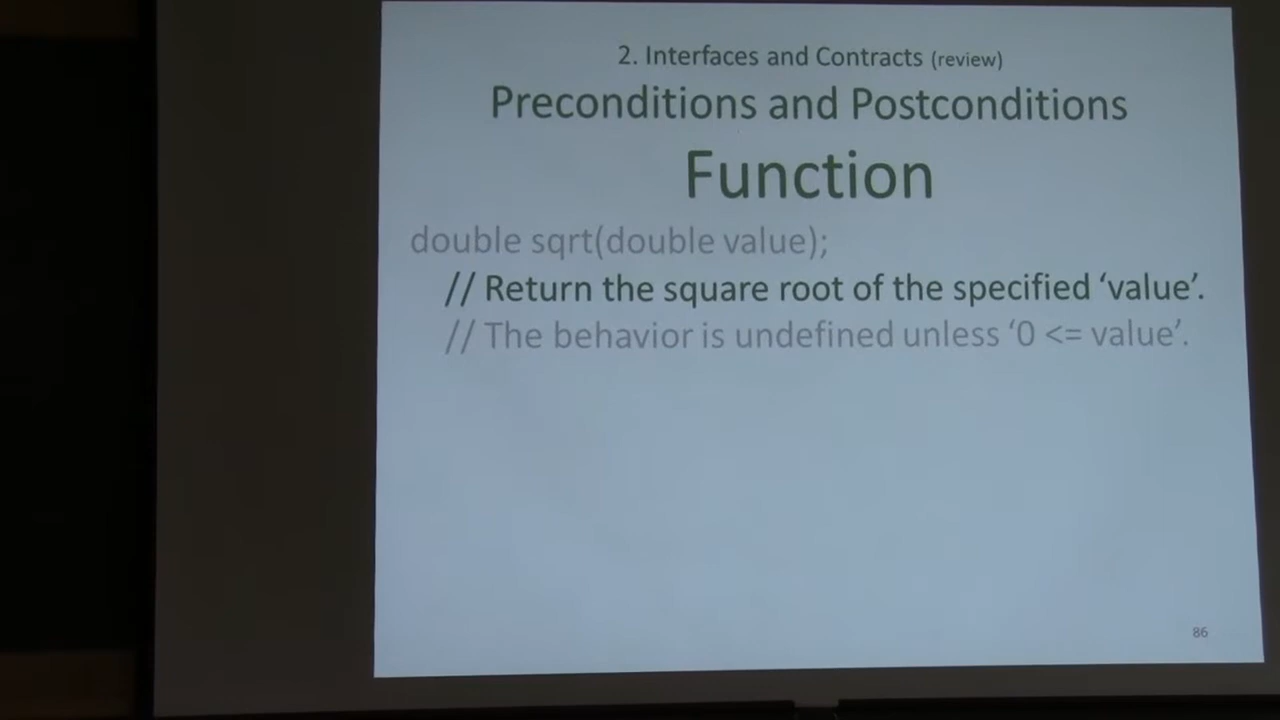 2. Interfaces and Contracts (review)
Preconditions and Postconditions
Function
double sqrt(double value);
// Return the square root of the specified ‘value’.
// The behavior is undefined unless ‘0 <= value’.
86